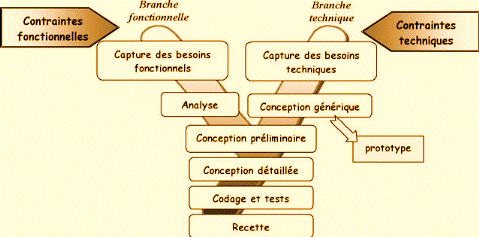 Branche
fonctionnelle
Branche
technique
Contraintes
fonctionnelles
Contraintes
techniques
Capture des besoins
fonctionnels
Capture des besoins
techniques
Analyse
Conception générique
Conception préliminaire
prototype
Conception détaillée
Codage et tests
Recette